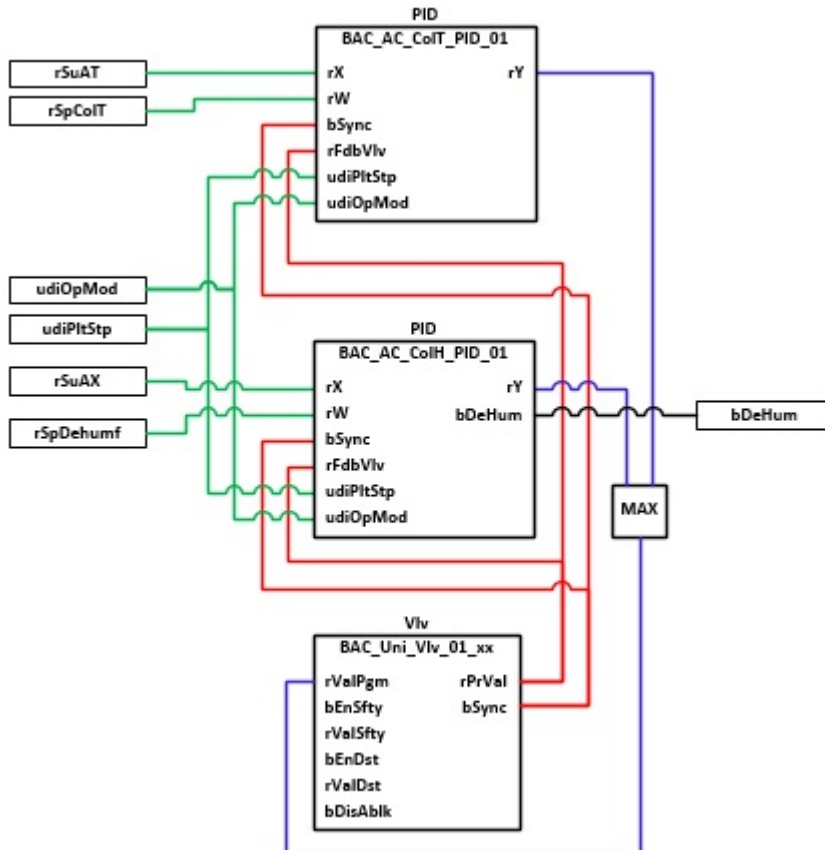 PID
BAC_AC_ColT_PID_01
rSuAT
rX
rY
rSpColT
rW
bSync
rFdbVlv
udiPltStp
udiOpMod
udiOpMod
udiPltStp
PID
BAC_AC_ColH_PID_01
rSuAX
rX
rY
rSpDehumf
rW
bDeHum
bDeHum
bSync
rFdbVlv
udiPltStp
udiOpMod
MAX
Vlv
BAC_Uni_Vlv_01_xx
rValPgm
rPrVal
bEnSfty
bSync
rValSfty
bEnDst
rValDst
bDisAblk